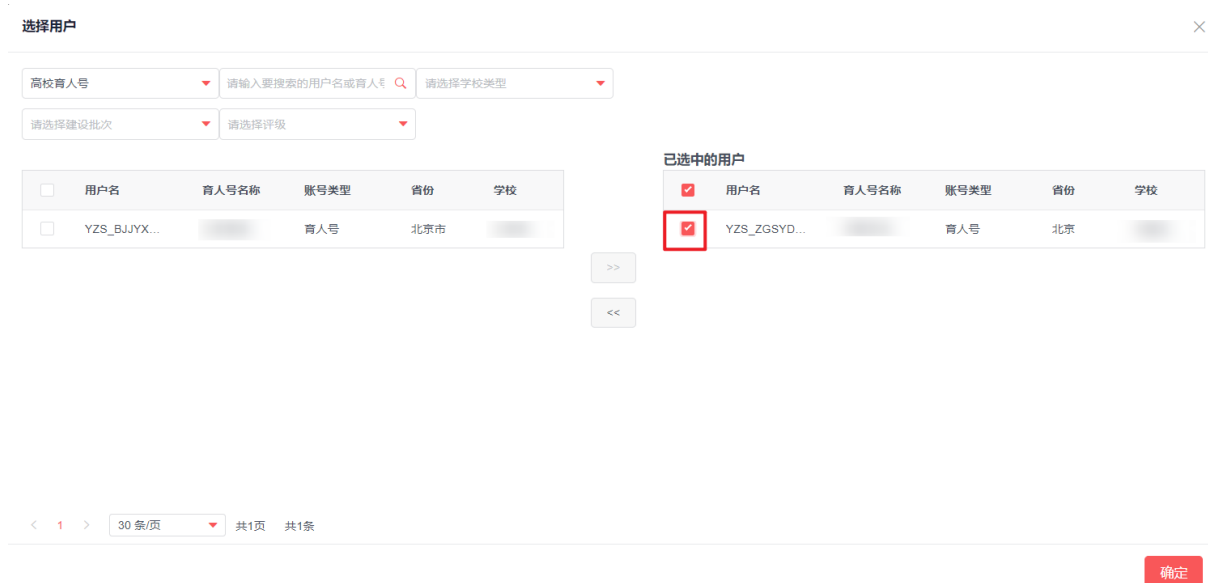 选择用户
高校育人号 请输入要搜索的用户名或育人号 请选择学校类型
请选择建设批次 请选择评级
已选中的用户
用户名 育人号名称 账号类型 省份 学校
YZS_BJJYX... 育人号 北京市
用户名 育人号名称 账号类型 省份 学校
YZS_ZGSYD... 育人号 北京
>>
<<
< 1 > 30 条/页 共1页 共1条
确定